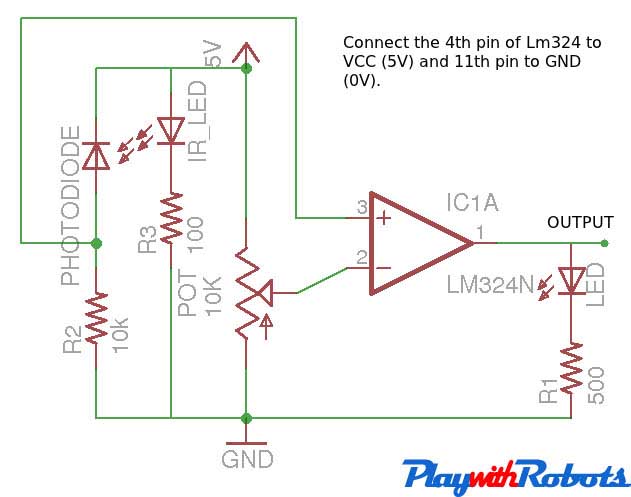 Connect the 4th pin of Lm324 to
VCC (5V) and 11th pin to GND
(0V).
5V
PHOTODIODE
IR_LED
R3
100
R2
10k
POT
10K
3
2
1
IC1A
LM324N
OUTPUT
LED
R1
500
GND
PlaywithRobots